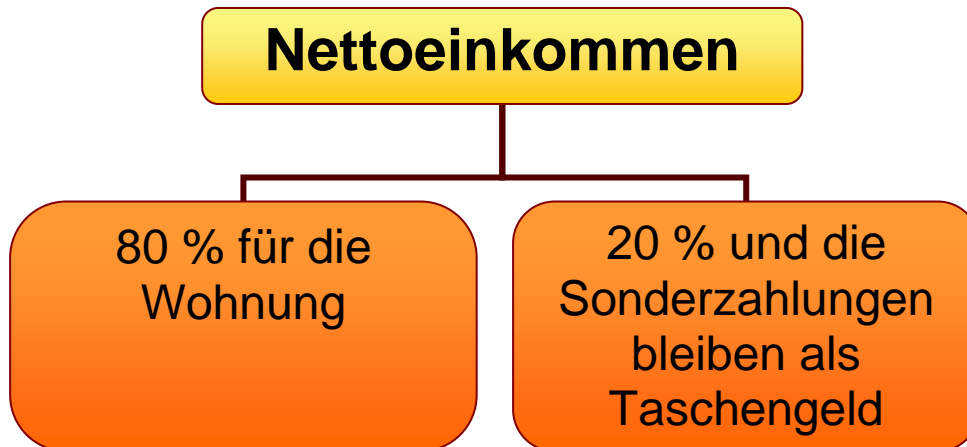 Nettoeinkommen
80 % für die
Wohnung
20 % und die
Sonderzahlungen
bleiben als
Taschengeld